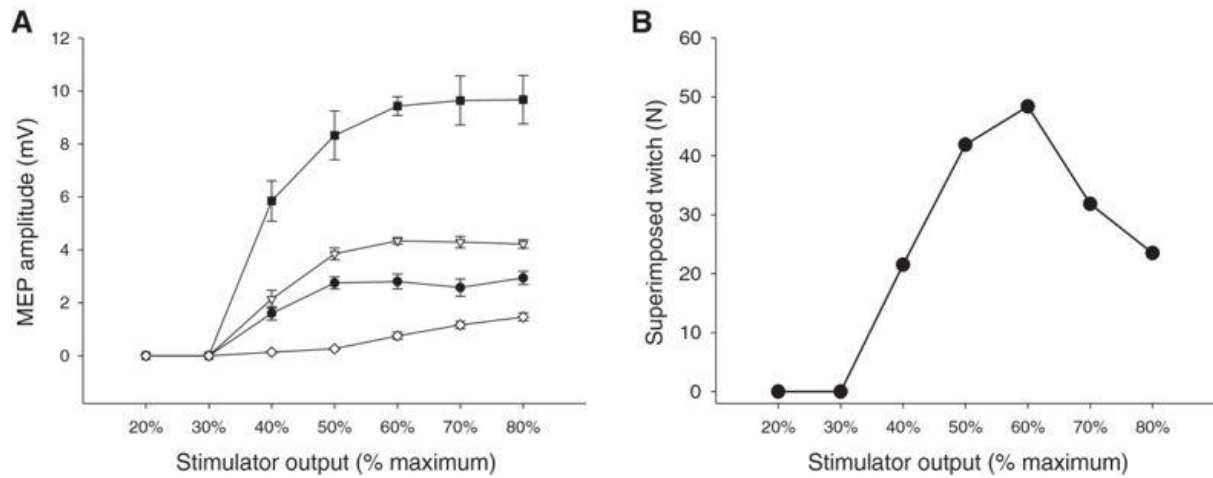 A
MEP amplitude (mV)
12
10
8
6
4
2
0
20% 30% 40% 50% 60% 70% 80%
Stimulator output (% maximum)
B
Superimposed twitch (N)
60
50
40
30
20
10
0
20% 30% 40% 50% 60% 70% 80%
Stimulator output (% maximum)